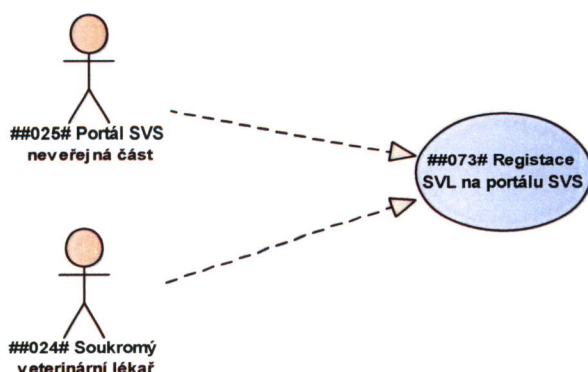 ##025# Portál SVS
neveřejná část
##073# Registace
SVL na portálu SVS
##024# Soukromý
veterinární lékař